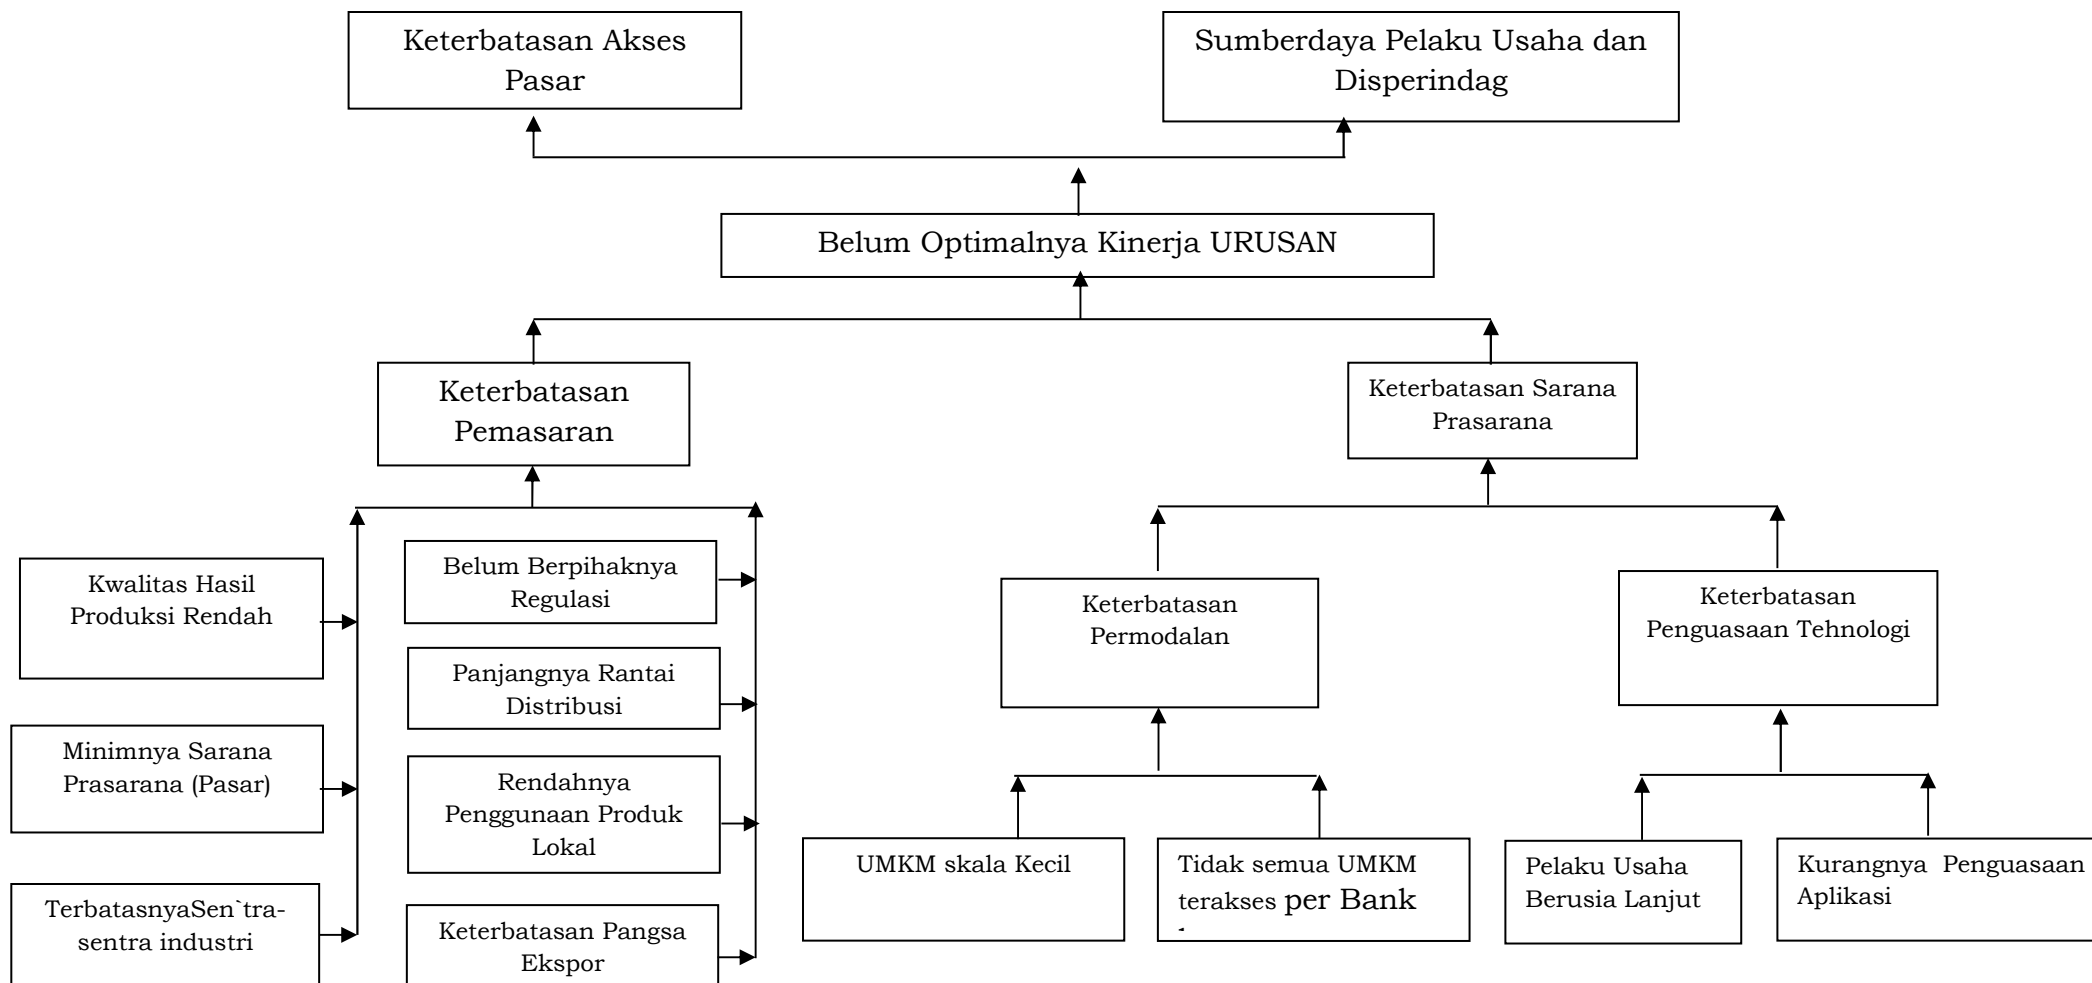 Keterbatasan Akses
Pasar
Sumberdaya Pelaku Usaha dan
Disperindag
Belum Optimalnya Kinerja URUSAN
Keterbatasan
Pemasaran
Keterbatasan Sarana
Prasarana
Kwalitas Hasil
Produksi Rendah
Minimnya Sarana
Prasarana (Pasar)
TerbatasnyaSen`tra-
sentra industri
Belum Berpihaknya
Regulasi
Panjangnya Rantai
Distribusi
Rendahnya
Penggunaan Produk
Lokal
Keterbatasan Pangsa
Ekspor
Keterbatasan
Permodalan
Keterbatasan
Penguasaan Tehnologi
UMKM skala Kecil
Tidak semua UMKM
terakses per Bank
Pelaku Usaha
Berusia Lanjut
Kurangnya Penguasaan
Aplikasi